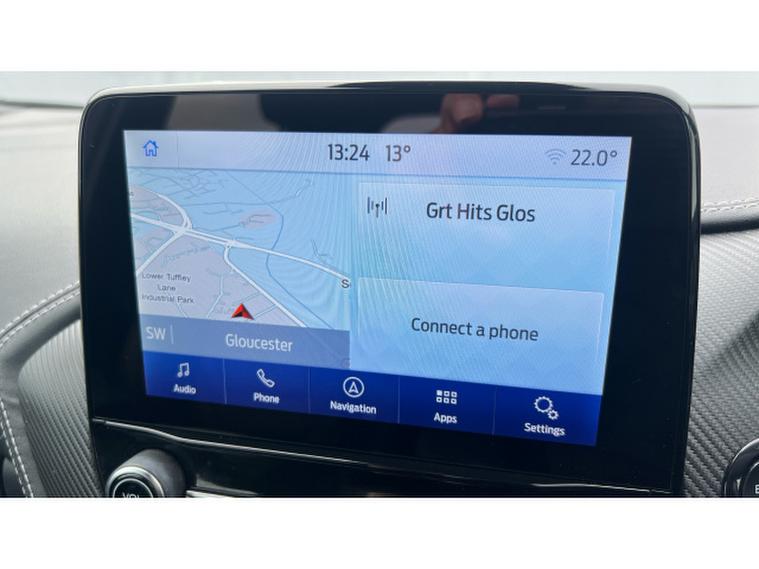 13:24 13° 22.0°
Grt Hits Glos
Lower Tuffley
Lane
Industrial Park
S
Connect a phone
SW Gloucester
Audio
Phone
Navigation
Apps
Settings
VOL